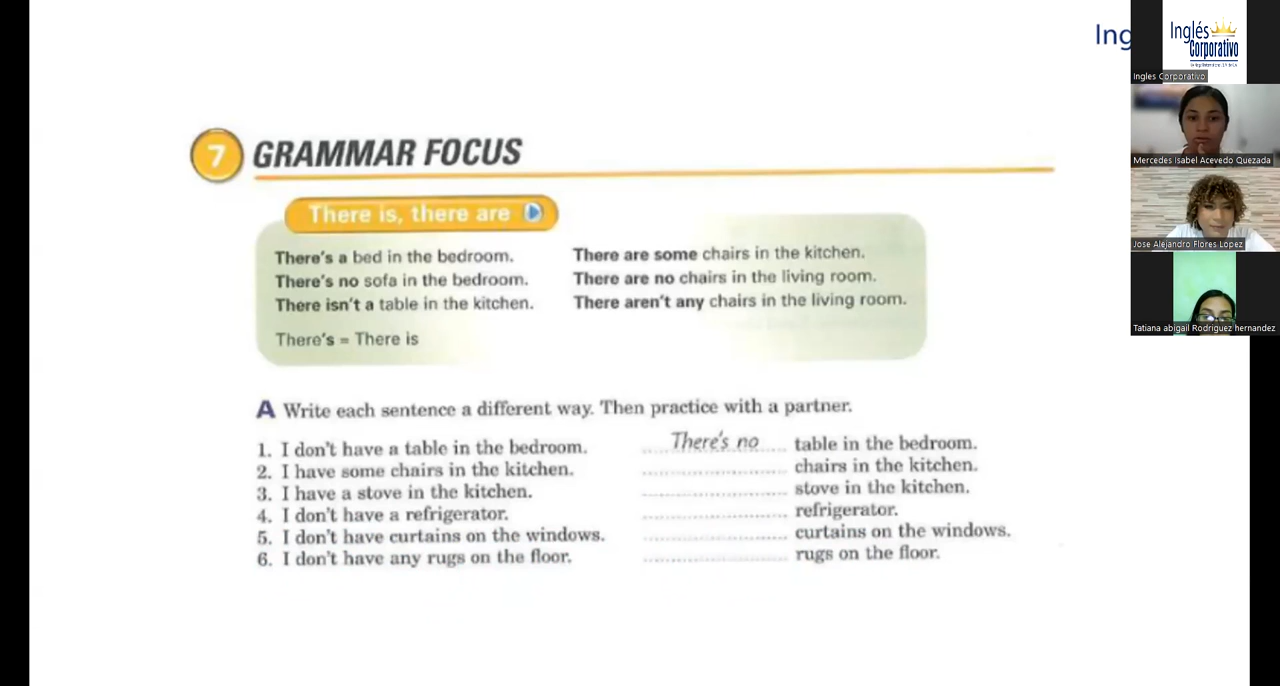 Ing
7 GRAMMAR FOCUS
There is, there are
There's a bed in the bedroom.
There's no sofa in the bedroom.
There isn't a table in the kitchen.
There's = There is
There are some chairs in the kitchen.
There are no chairs in the living room.
There aren't any chairs in the living room.
A Write each sentence a different way. Then practice with a partner.
1. I don't have a table in the bedroom. There's no table in the bedroom.
2. I have some chairs in the kitchen. .................... chairs in the kitchen.
3. I have a stove in the kitchen. .................... stove in the kitchen.
4. I don't have a refrigerator. .................... refrigerator.
5. I don't have curtains on the windows. .................... curtains on the windows.
6. I don't have any rugs on the floor. .................... rugs on the floor.
Inglés
Corporativo
Ingles Corporativo
Mercedes Isabel Acevedo Quezada
Jose Alejandro Flores Lopez
Tatiana abigail Rodriguez hernandez